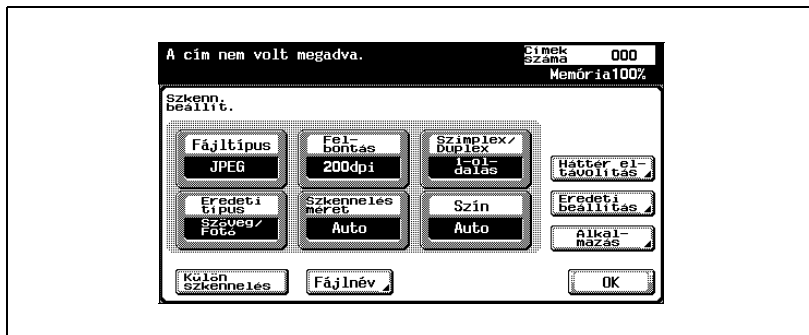 A cím nem volt megadva.
Címek
száma 000
Memória100%
Szkenn.
beállít.
Fájltípus
JPEG
Fel-
bontás
200dpi
Szimplex/
Duplex
1-ol-
dalas
Háttér el-
távolítás
Eredeti
típus
Szöveg/
Fotó
Szkennelés
méret
Auto
Szín
Auto
Eredeti
beállítás
Alkal-
mazás
Külön
szkennelés
Fájlnév
OK